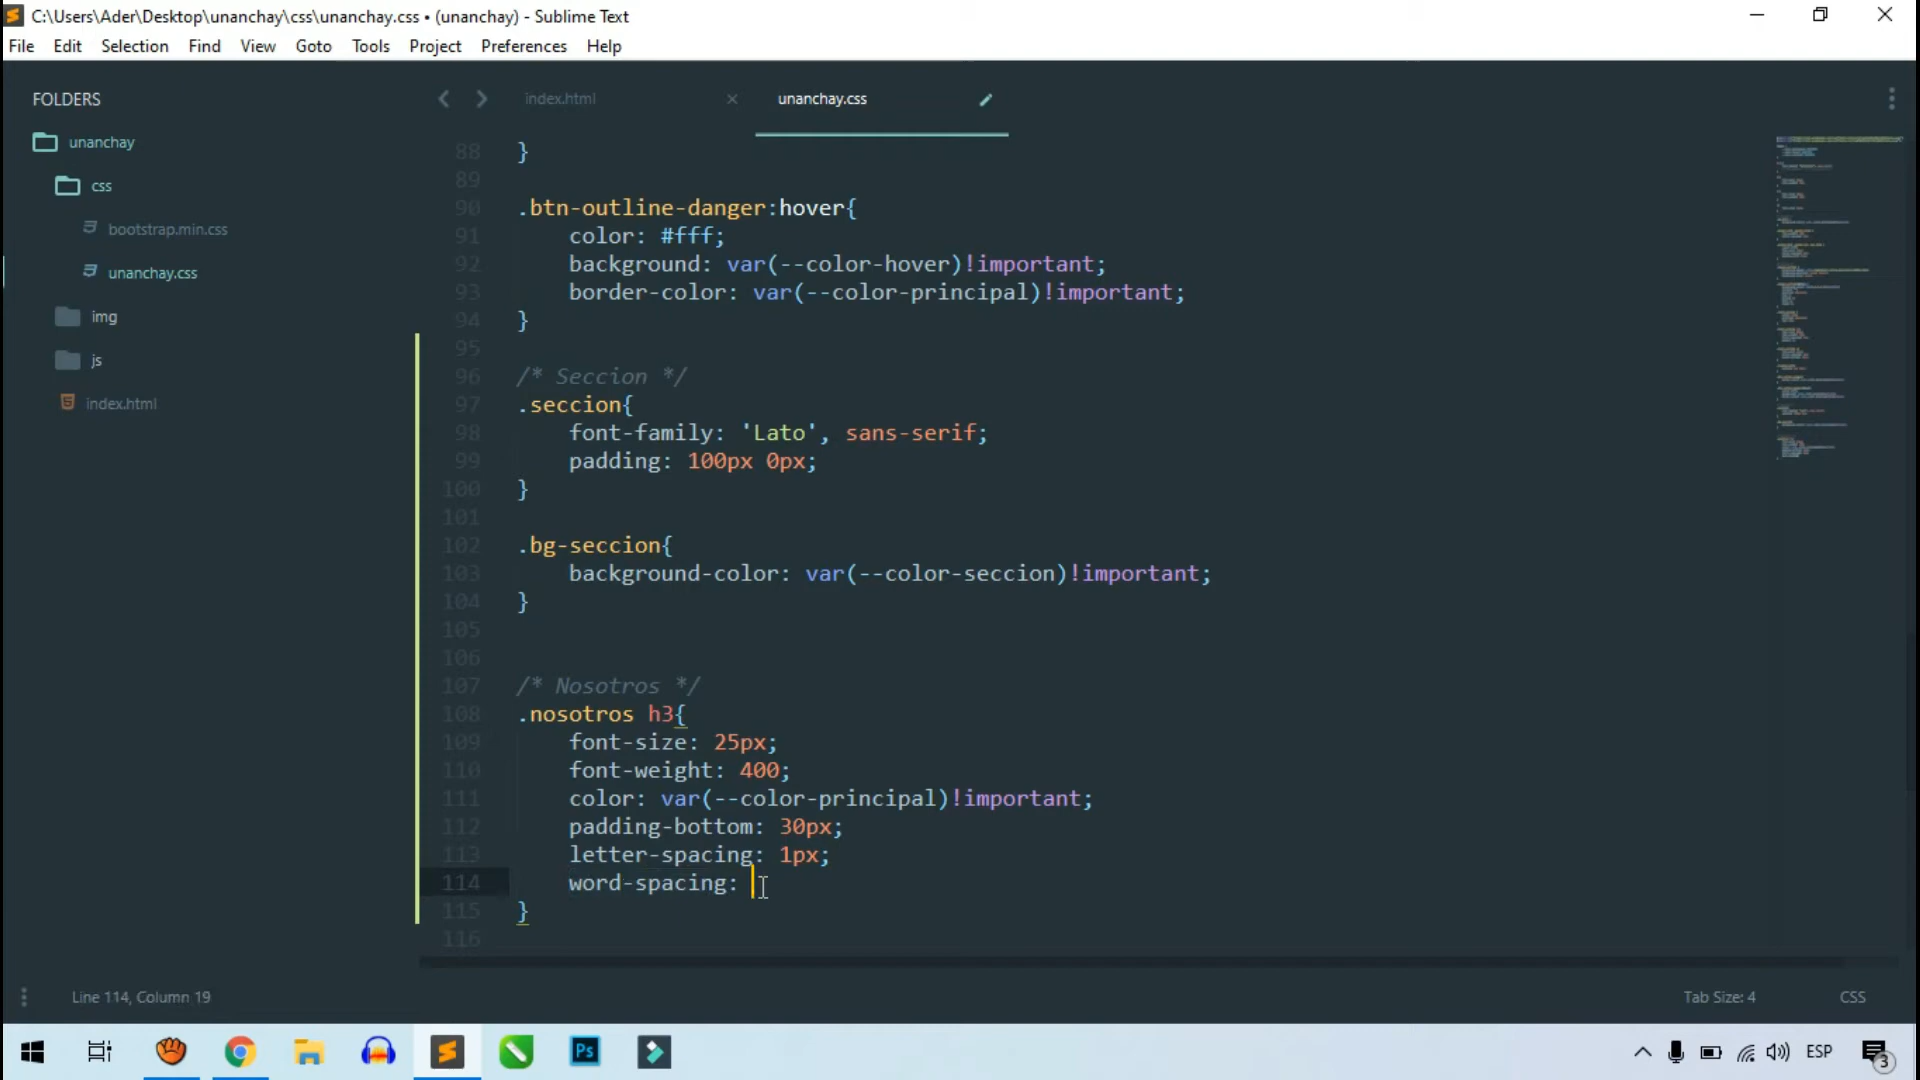 C:\Users\Ader\Desktop\unanchay\css\unanchay.css • (unanchay) - Sublime Text
File Edit Selection Find View Goto Tools Project Preferences Help
FOLDERS
unanchay
css
bootstrap.min.css
unanchay.css
img
js
index.html
index.html
unanchay.css
88 }
89
90 .btn-outline-danger:hover{
91 color: #fff;
92 background: var(--color-hover)!important;
93 border-color: var(--color-principal)!important;
94 }
95
96 /* Seccion */
97 .seccion{
98 font-family: 'Lato', sans-serif;
99 padding: 100px 0px;
100 }
101
102 .bg-seccion{
103 background-color: var(--color-seccion)!important;
104 }
105
106
107 /* Nosotros */
108 .nosotros h3{
109 font-size: 25px;
110 font-weight: 400;
111 color: var(--color-principal)!important;
112 padding-bottom: 30px;
113 letter-spacing: 1px;
114 word-spacing:
115 }
116
Line 114, Column 19
Tab Size: 4
CSS
Ps
ESP
3